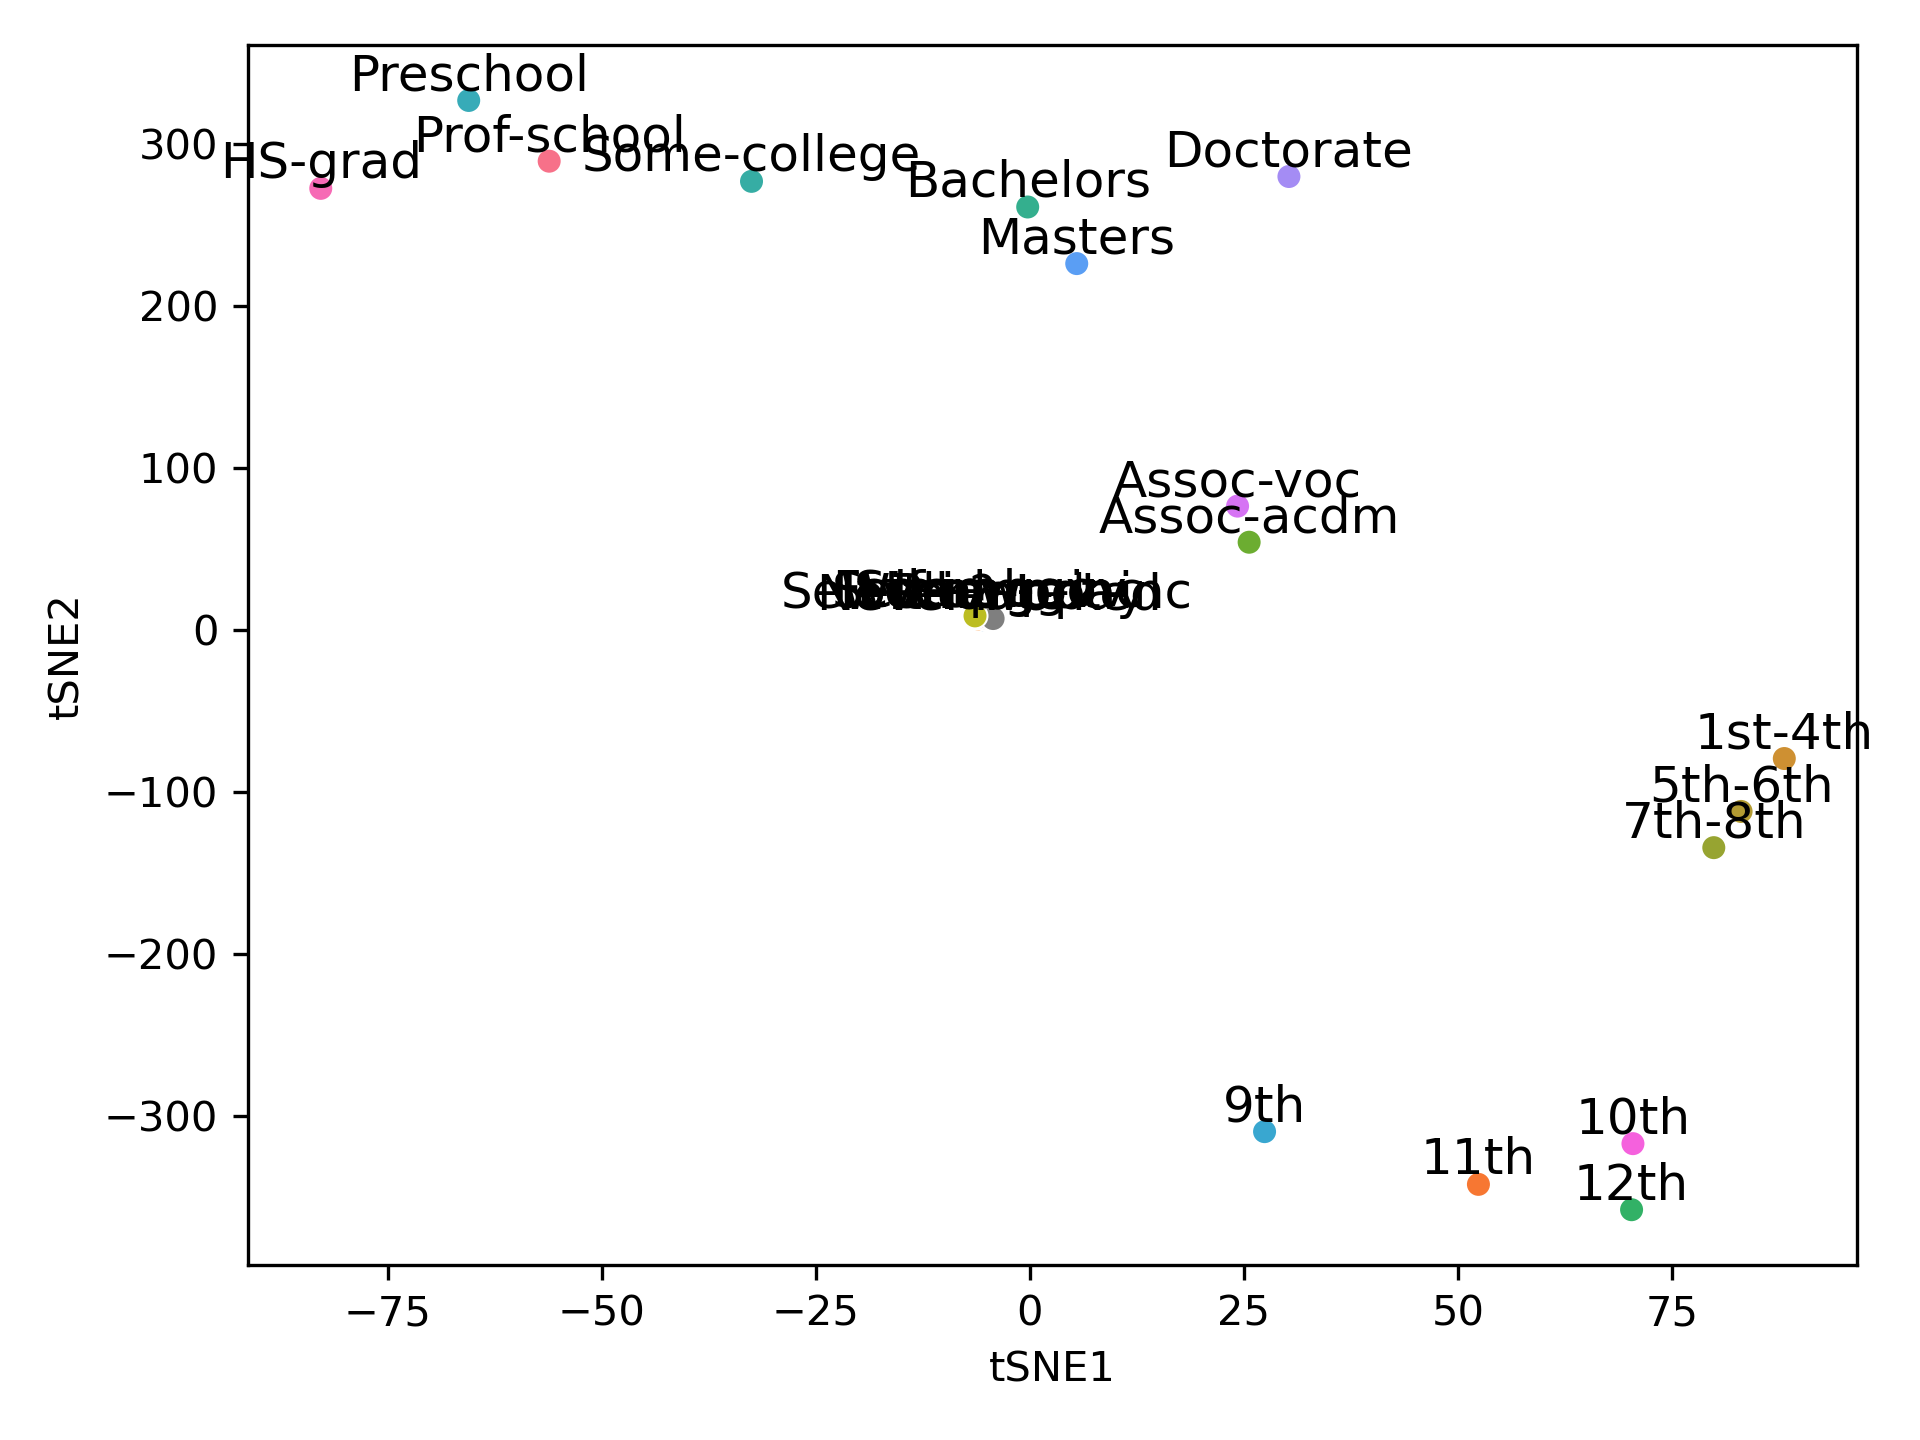 Preschool
Prof-school
HS-grad
Some-college
Doctorate
Bachelors
Masters
Assoc-voc
Assoc-acdm
1st-4th
5th-6th
7th-8th
9th
10th
11th
12th
300
200
100
0
−100
−200
−300
tSNE2
−75
−50
−25
0
25
50
75
tSNE1